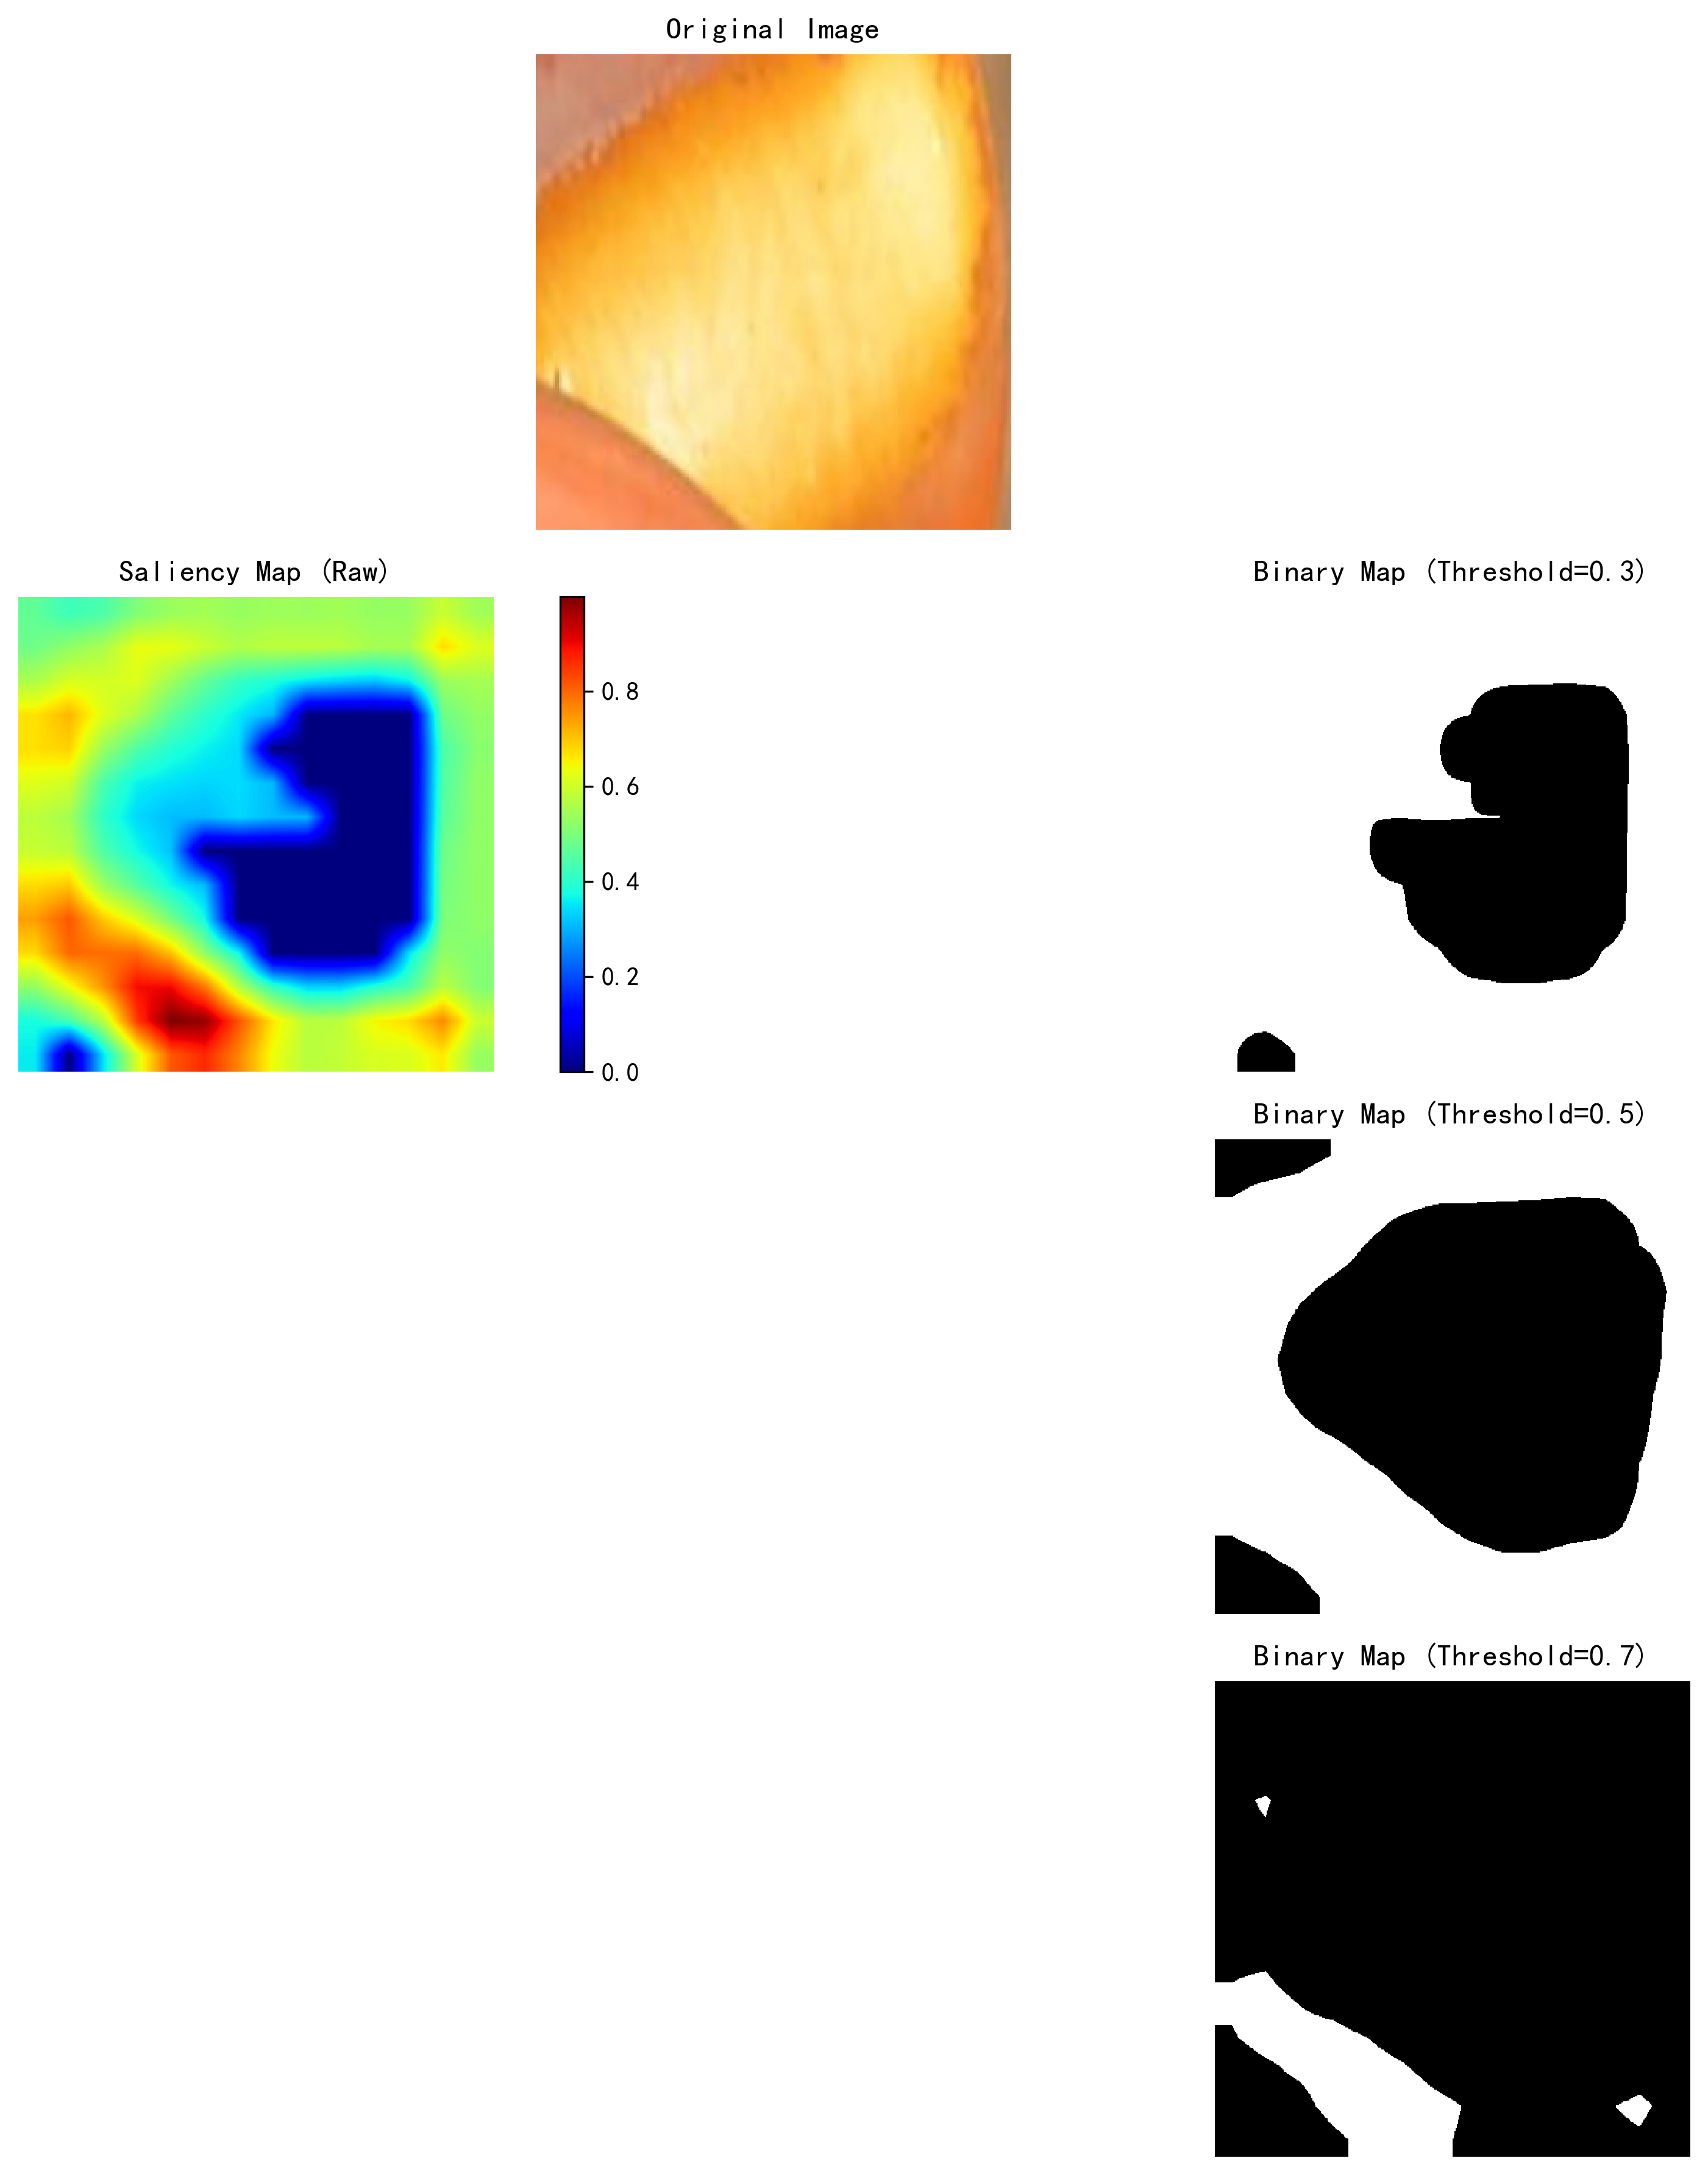 Original Image
Saliency Map (Raw)
Binary Map (Threshold=0.3)
0.8
0.6
0.4
0.2
0.0
Binary Map (Threshold=0.5)
Binary Map (Threshold=0.7)